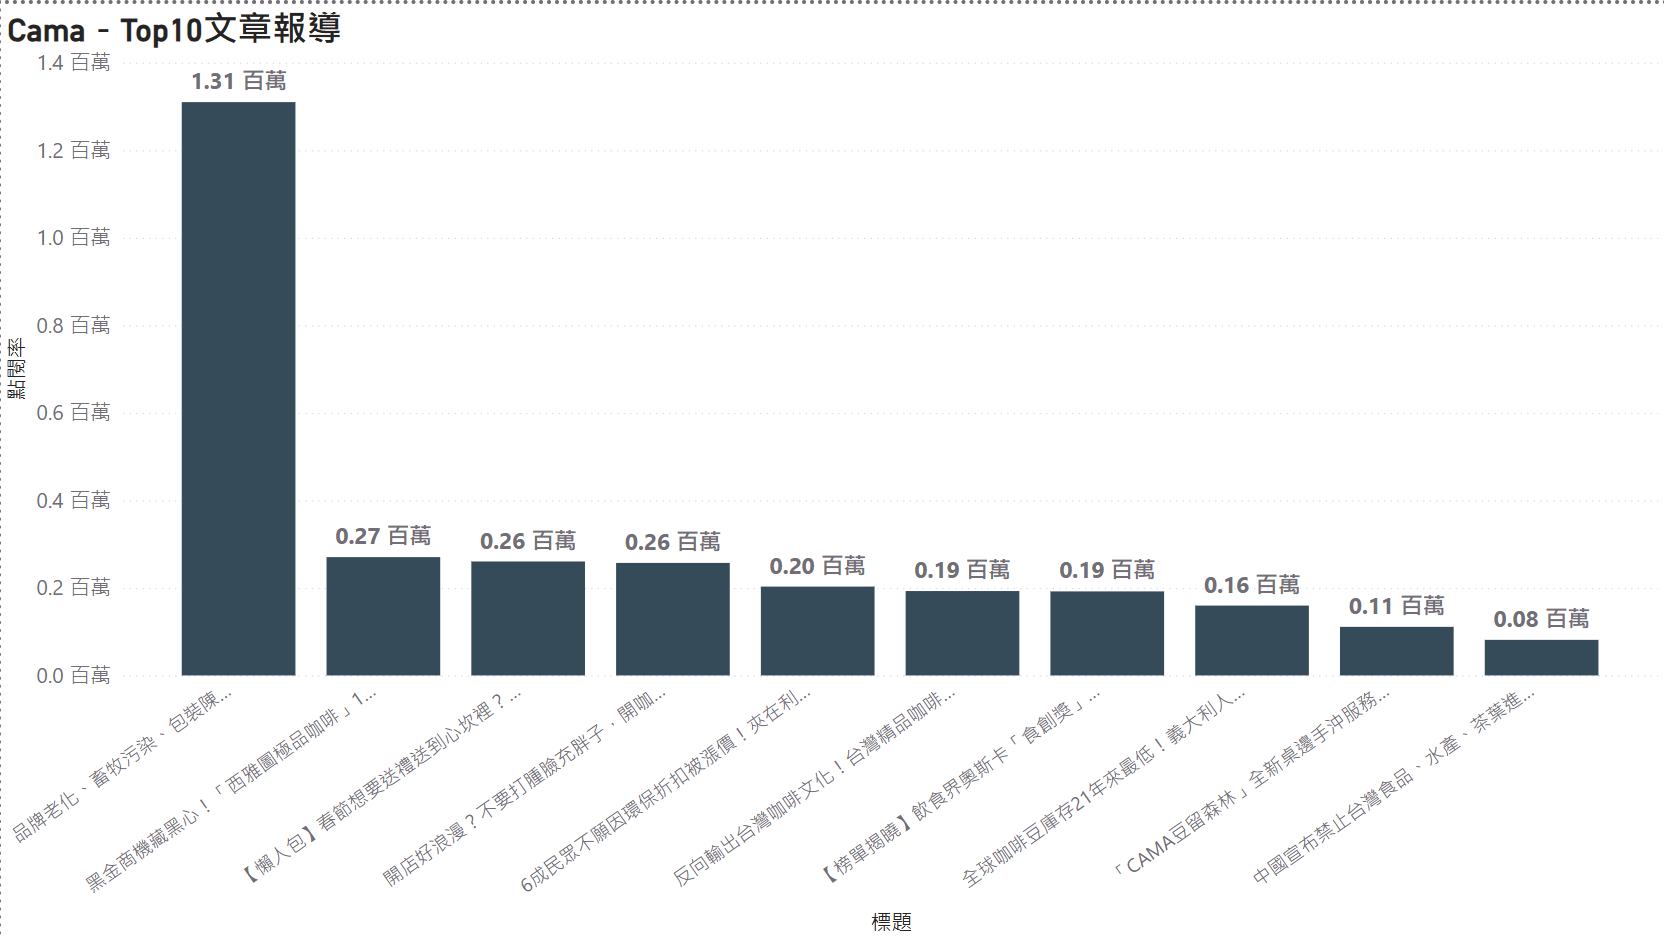 Cama - Top10文章報導
1.4 百萬
1.2 百萬
1.0 百萬
0.8 百萬
0.6 百萬
0.4 百萬
0.2 百萬
0.0 百萬
點閱率
1.31 百萬
0.27 百萬
0.26 百萬
0.26 百萬
0.20 百萬
0.19 百萬
0.19 百萬
0.16 百萬
0.11 百萬
0.08 百萬
品牌老化、畜牧污染、包裝陳...
黑金商機藏黑心！「西雅圖極品咖啡」1...
【懶人包】春節想要送禮送到心坎裡？...
開店好浪漫？不要打腫臉充胖子，開咖...
6成民眾不願因環保折扣被漲價！夾在利...
反向輸出台灣咖啡文化！台灣精品咖啡...
【榜單揭曉】飲食界奧斯卡「食創獎」...
全球咖啡豆庫存21年來最低！義大利人...
「CAMA豆留森林」全新桌邊手沖服務...
中國宣布禁止台灣食品、水產、茶葉進...
標題